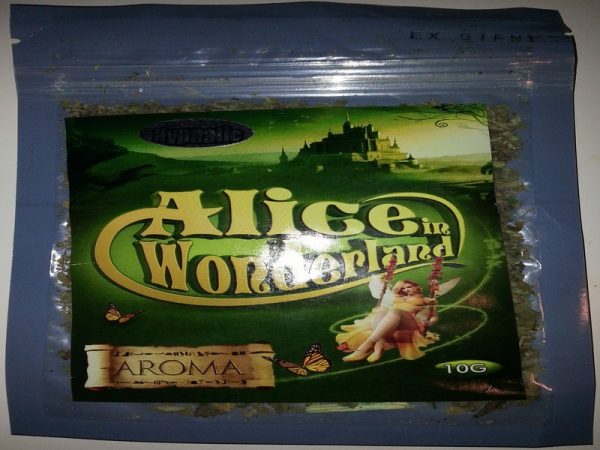 Hypnotic
Alice in
Wonderland
AROMA
10G